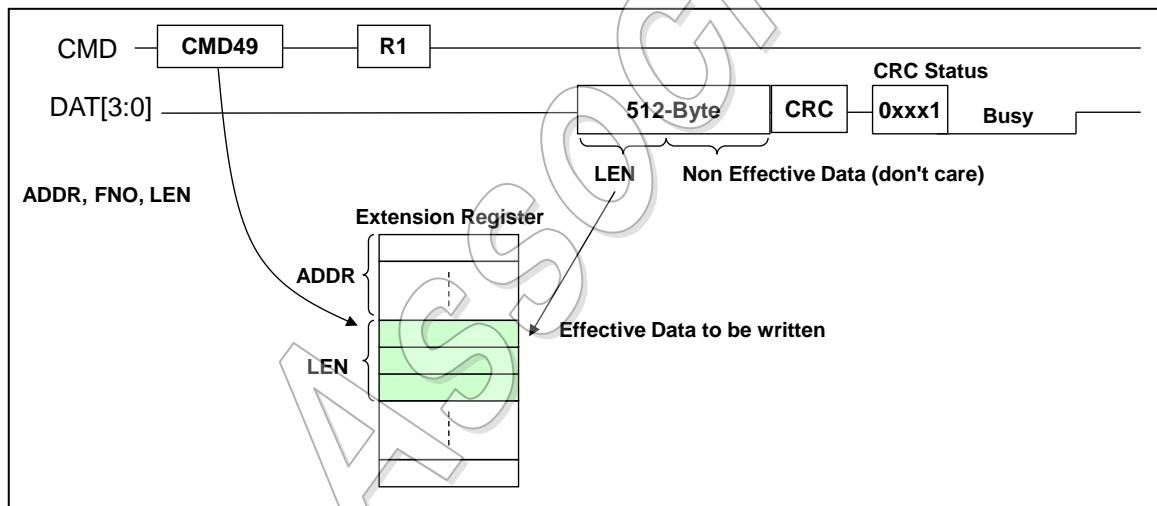 CMD CMD49 R1
CRC Status
DAT[3:0] 512-Byte CRC 0xxx1 Busy
LEN Non Effective Data (don't care)
ADDR, FNO, LEN
Extension Register
ADDR
Effective Data to be written
LEN